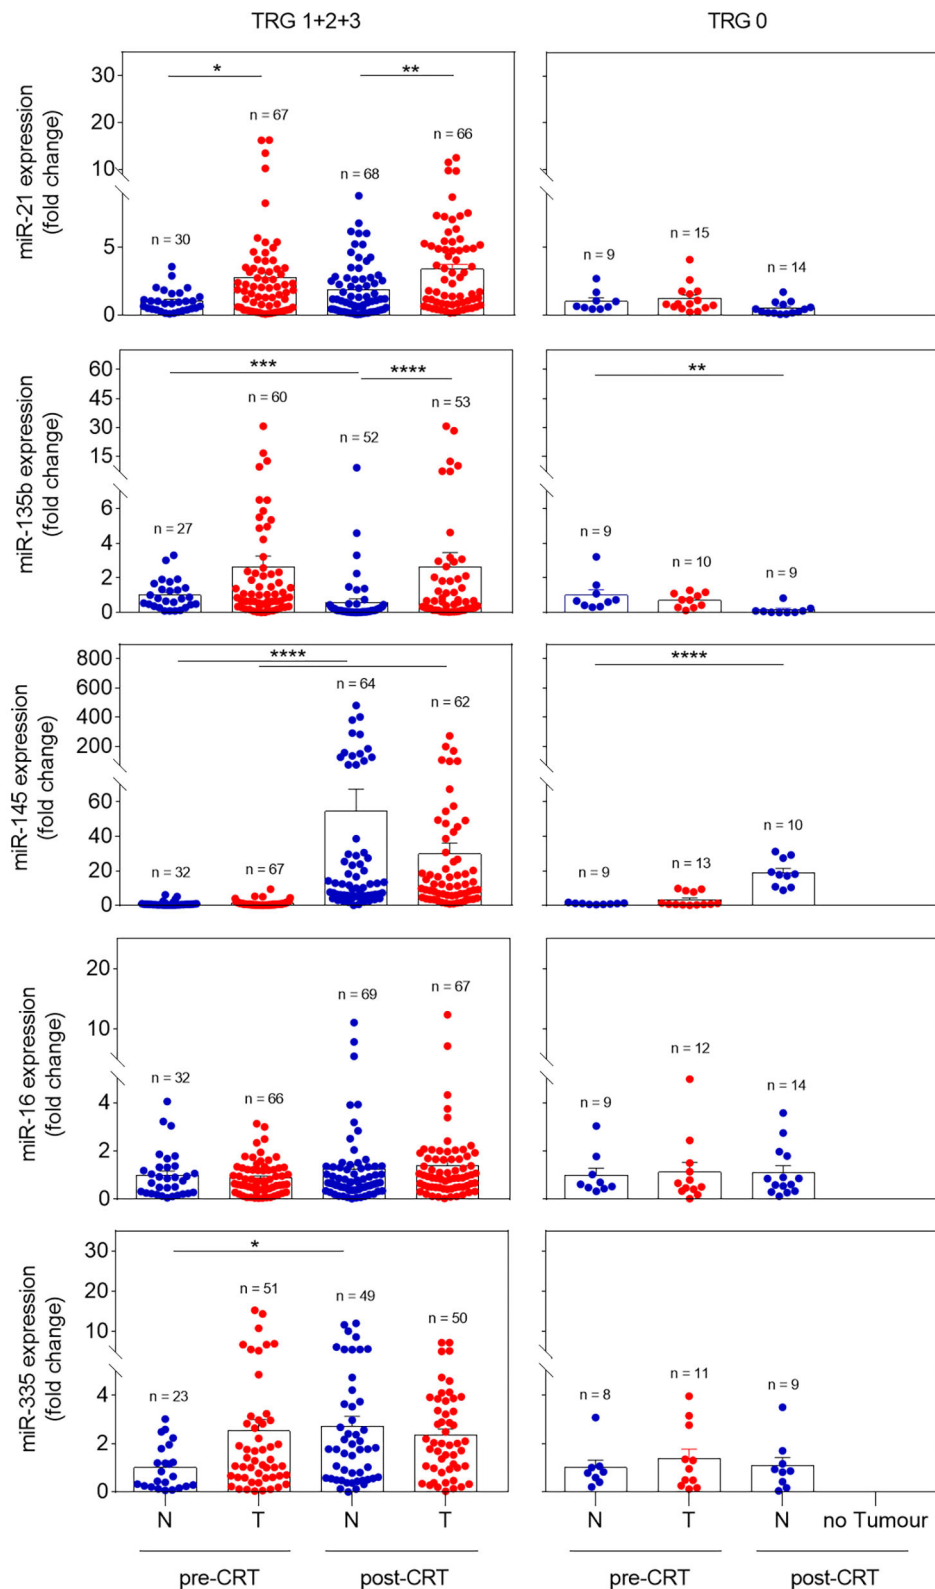 TRG 1+2+3
TRG 0
miR-21 expression
(fold change)
30
20
10
5
0
*
**
n = 30
n = 67
n = 68
n = 66
n = 9
n = 15
n = 14
miR-135b expression
(fold change)
60
45
30
15
6
4
2
0
***
****
n = 27
n = 60
n = 52
n = 53
**
n = 9
n = 10
n = 9
miR-145 expression
(fold change)
800
600
400
200
60
40
20
0
****
n = 32
n = 67
n = 64
n = 62
****
n = 9
n = 13
n = 10
miR-16 expression
(fold change)
20
10
4
2
0
n = 32
n = 66
n = 69
n = 67
n = 9
n = 12
n = 14
miR-335 expression
(fold change)
30
20
10
4
2
0
*
n = 23
n = 51
n = 49
n = 50
n = 8
n = 11
n = 9
N
T
N
T
N
T
N
no Tumour
pre-CRT
post-CRT
pre-CRT
post-CRT